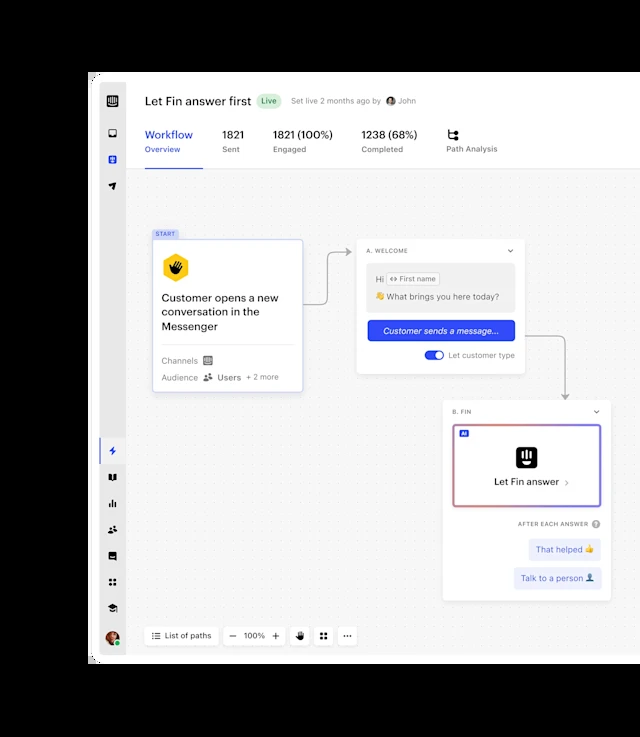 Let Fin answer first Live Set live 2 months ago by John
Workflow 1821 1821 (100%) 1238 (68%)
Overview Sent Engaged Completed Path Analysis
START
Customer opens a new
conversation in the
Messenger
Channels
Audience Users + 2 more
A. WELCOME
Hi First name
👋 What brings you here today?
Customer sends a message...
Let customer type
B. FIN
AI
Let Fin answer
AFTER EACH ANSWER ?
That helped 👍
Talk to a person 👤
List of paths − 100% +